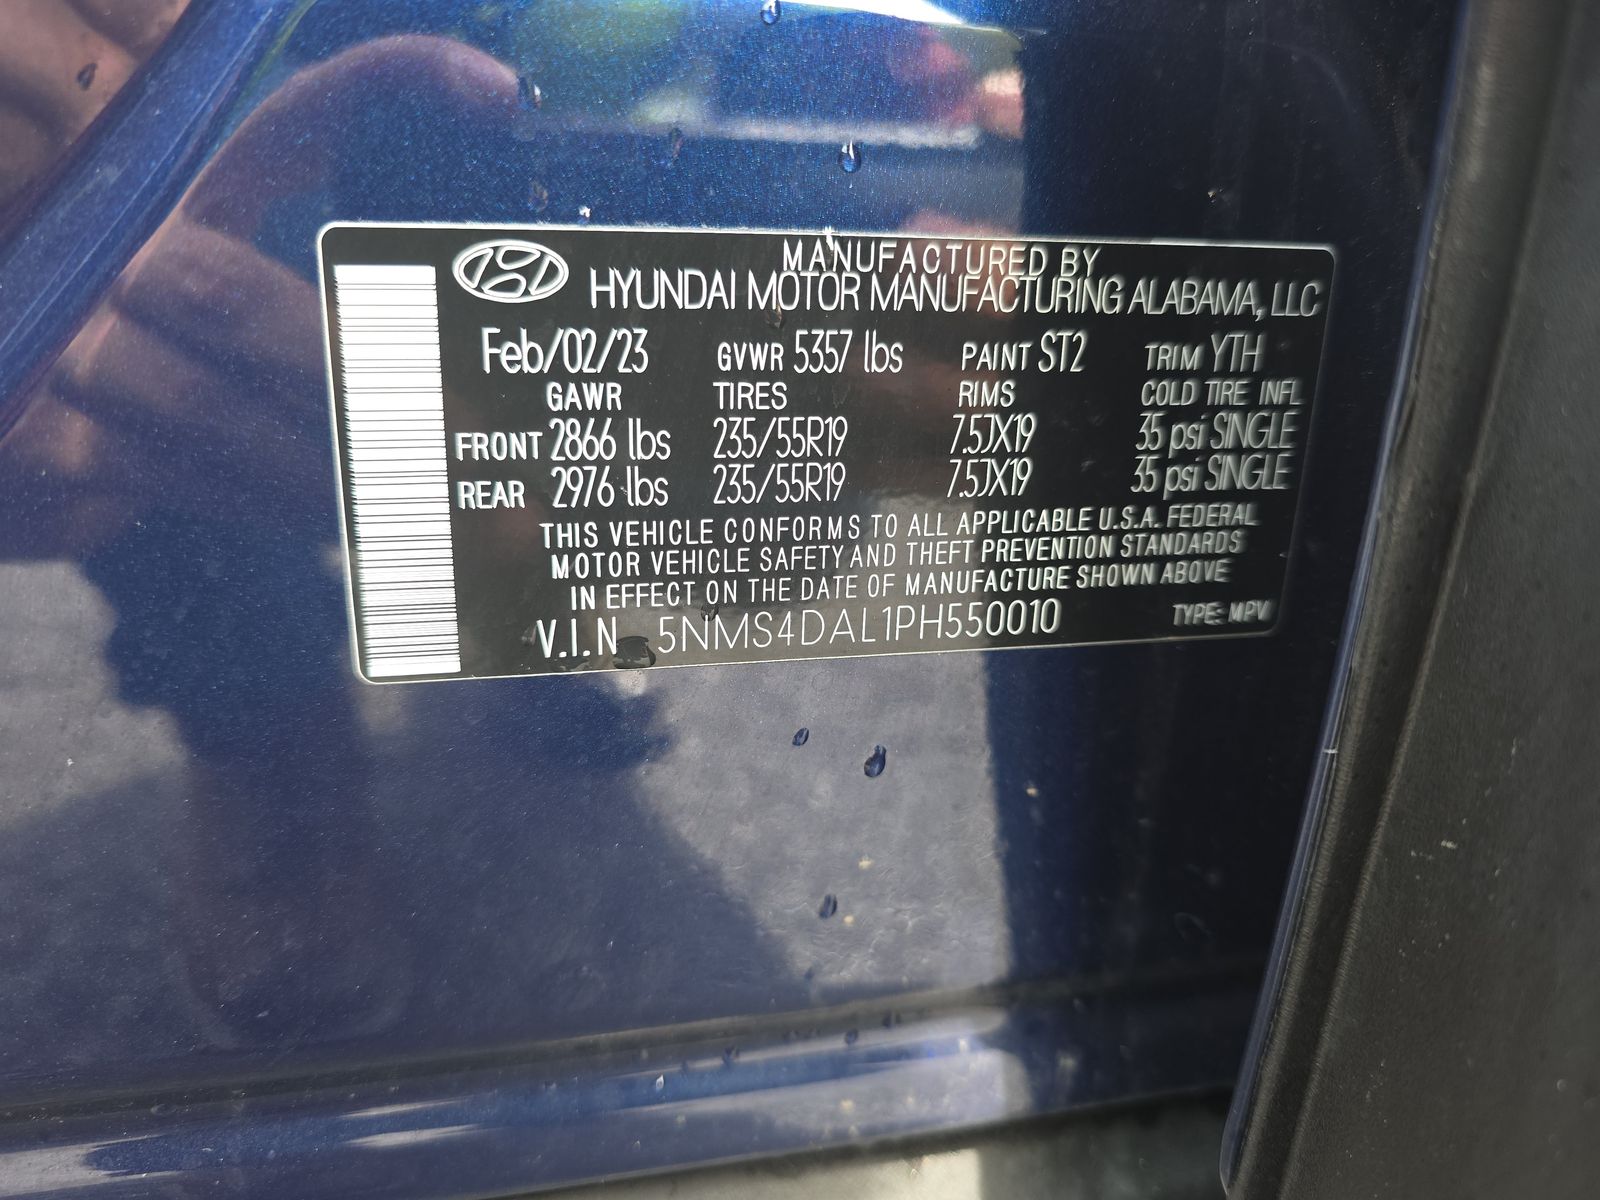 MANUFACTURED BY
HYUNDAI MOTOR MANUFACTURING ALABAMA, LLC
Feb/02/23 GVWR 5357 lbs PAINT ST2 TRIM YTH
GAWR TIRES RIMS COLD TIRE INFL
FRONT 2866 lbs 235/55R19 7.5JX19 35 psi SINGLE
REAR 2976 lbs 235/55R19 7.5JX19 35 psi SINGLE
THIS VEHICLE CONFORMS TO ALL APPLICABLE U.S.A. FEDERAL
MOTOR VEHICLE SAFETY AND THEFT PREVENTION STANDARDS
IN EFFECT ON THE DATE OF MANUFACTURE SHOWN ABOVE
V.I.N 5NMS4DAL1PH550010 TYPE: MPV